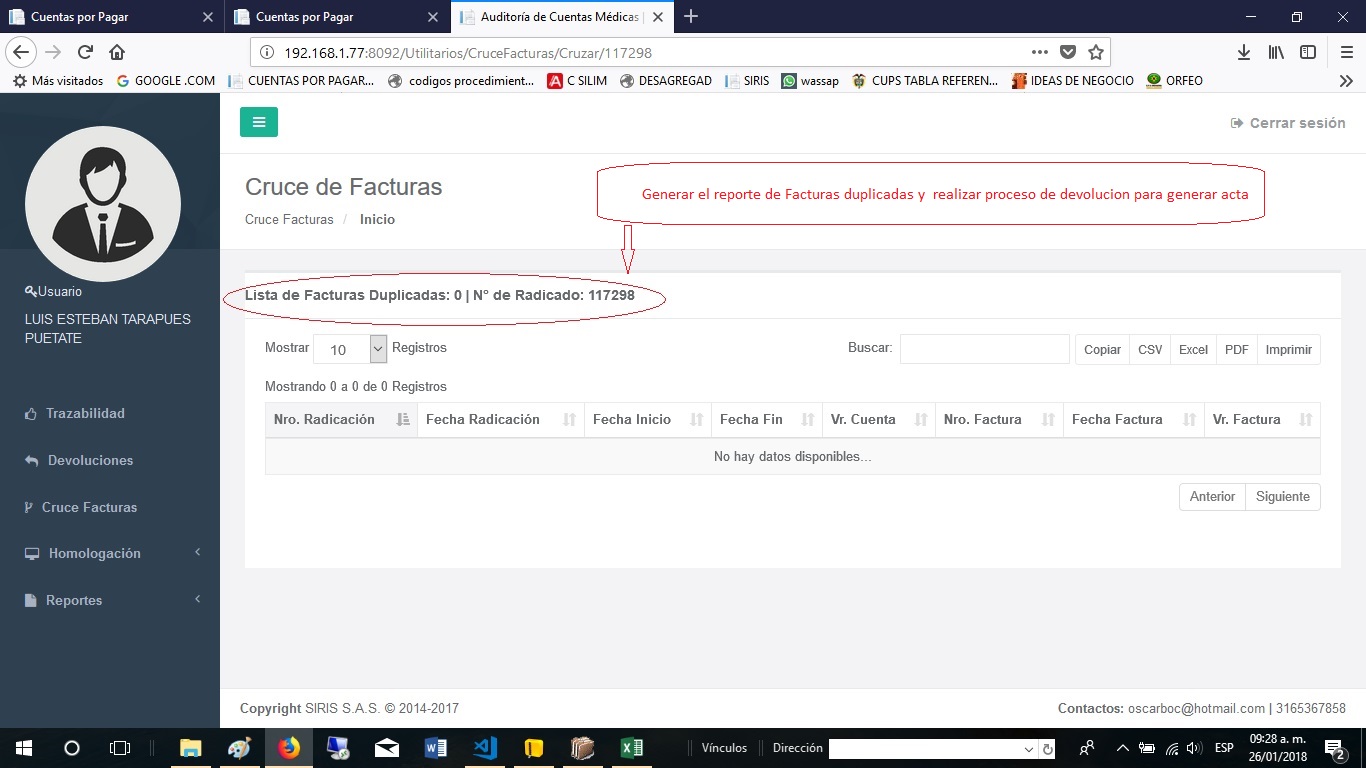 Cuentas por Pagar
Cuentas por Pagar
Auditoría de Cuentas Médicas |
192.168.1.77:8092/Utilitarios/CruceFacturas/Cruzar/117298
Más visitados
GOOGLE .COM
CUENTAS POR PAGAR...
codigos procediment...
C SILIM
DESAGREGAD
SIRIS
wassap
CUPS TABLA REFEREN...
IDEAS DE NEGOCIO
ORFEO
Cerrar sesión
Cruce de Facturas
Cruce Facturas / Inicio
Generar el reporte de Facturas duplicadas y realizar proceso de devolucion para generar acta
Usuario
LUIS ESTEBAN TARAPUES
PUETATE
Trazabilidad
Devoluciones
Cruce Facturas
Homologación
Reportes
Lista de Facturas Duplicadas: 0 | N° de Radicado: 117298
Mostrar 10 Registros
Buscar:
Copiar CSV Excel PDF Imprimir
Mostrando 0 a 0 de 0 Registros
Nro. Radicación Fecha Radicación Fecha Inicio Fecha Fin Vr. Cuenta Nro. Factura Fecha Factura Vr. Factura
No hay datos disponibles...
Anterior Siguiente
Copyright SIRIS S.A.S. © 2014-2017
Contactos: oscarboc@hotmail.com | 3165367858
Vínculos
Dirección
ESP
09:28 a. m.
26/01/2018
2